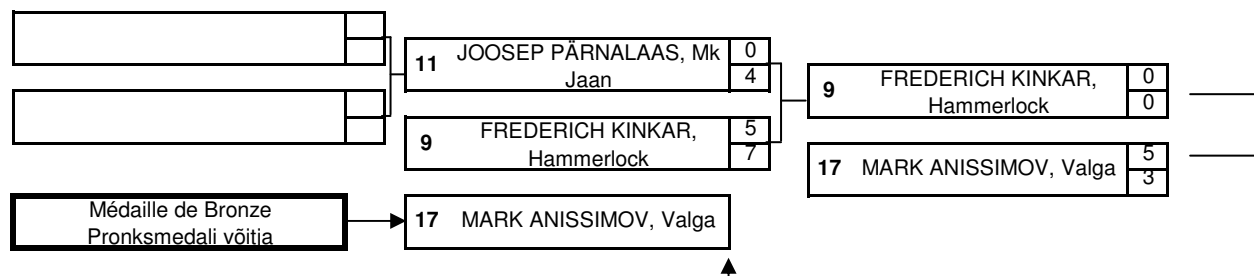 11 JOOSEP PÄRNALAAS, Mk 0
Jaan 4
9 FREDERICH KINKAR, 5
Hammerlock 7
9 FREDERICH KINKAR, 0
Hammerlock 0
17 MARK ANISSIMOV, Valga 5
3
Médaille de Bronze
Pronksmedali võitja
17 MARK ANISSIMOV, Valga